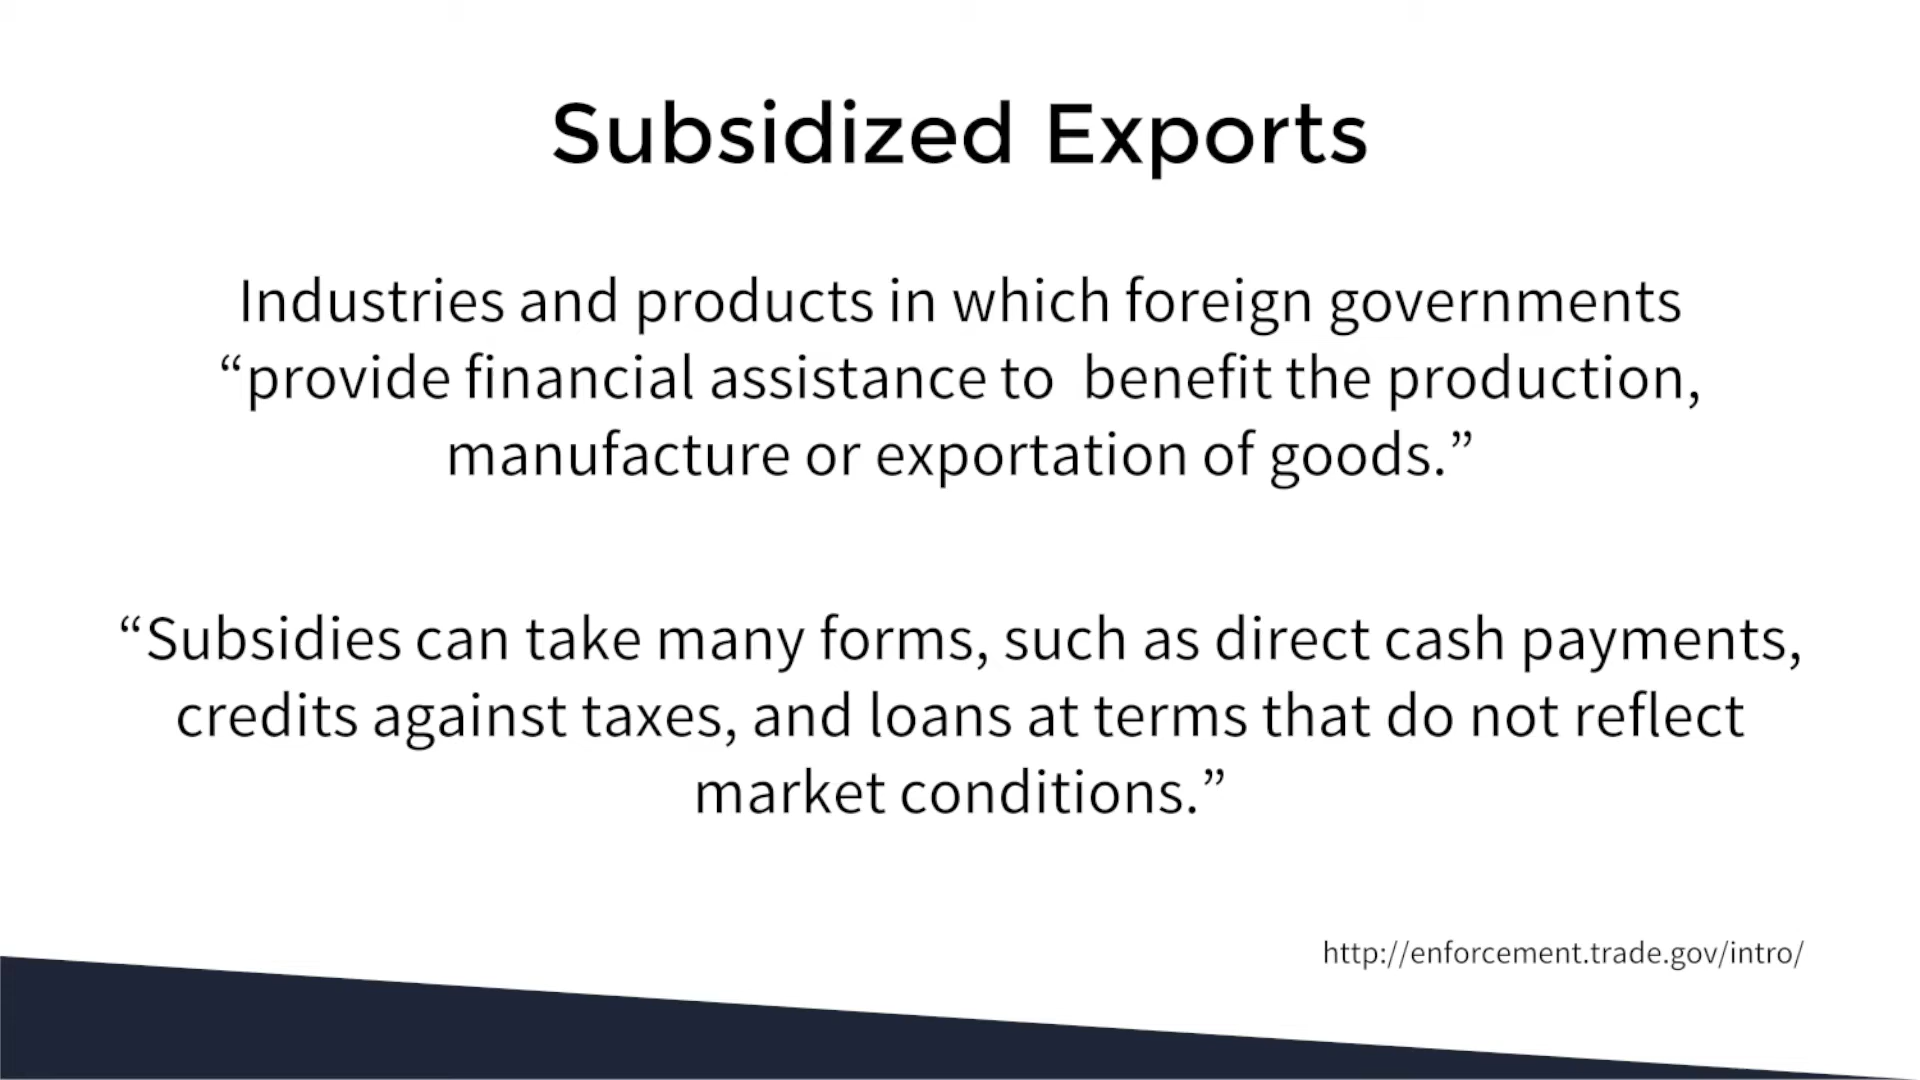 Subsidized Exports
Industries and products in which foreign governments
“provide financial assistance to  benefit the production,
manufacture or exportation of goods.”
“Subsidies can take many forms, such as direct cash payments,
credits against taxes, and loans at terms that do not reflect
market conditions.”
http://enforcement.trade.gov/intro/